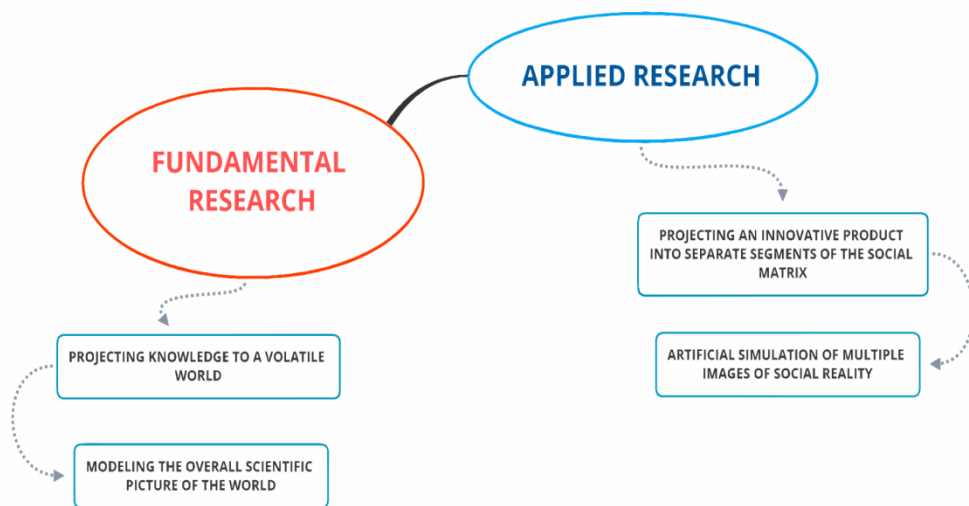 APPLIED RESEARCH
FUNDAMENTAL
RESEARCH
PROJECTING AN INNOVATIVE PRODUCT
INTO SEPARATE SEGMENTS OF THE SOCIAL
MATRIX
ARTIFICIAL SIMULATION OF MULTIPLE
IMAGES OF SOCIAL REALITY
PROJECTING KNOWLEDGE TO A VOLATILE
WORLD
MODELING THE OVERALL SCIENTIFIC
PICTURE OF THE WORLD